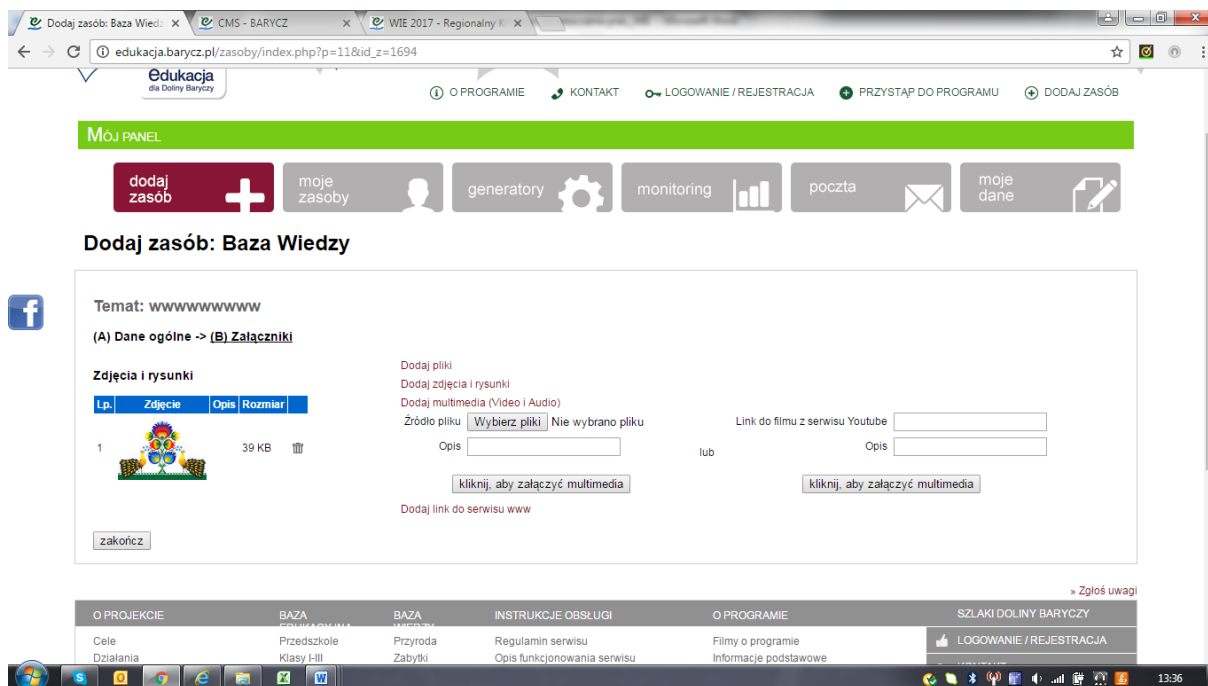 Dodaj zasób: Baza Wiedz
CMS - BARYCZ
WIE 2017 - Regionalny K
edukacja.barycz.pl/zasoby/index.php?p=11&id_z=1694
edukacja
dla Doliny Baryczy
O PROGRAMIE
KONTAKT
LOGOWANIE / REJESTRACJA
PRZYSTĄP DO PROGRAMU
DODAJ ZASÓB
MÓJ PANEL
dodaj zasób
moje zasoby
generatory
monitoring
poczta
moje dane
Dodaj zasób: Baza Wiedzy
Temat: wwwwwwwww
(A) Dane ogólne -> (B) Załączniki
Zdjęcia i rysunki
Lp. Zdjęcie Opis Rozmiar
1 39 KB
Dodaj pliki
Dodaj zdjęcia i rysunki
Dodaj multimedia (Video i Audio)
Źródło pliku Wybierz pliki Nie wybrano pliku
Opis
kliknij, aby załączyć multimedia
lub
Link do filmu z serwisu Youtube
Opis
kliknij, aby załączyć multimedia
Dodaj link do serwisu www
zakończ
» Zgłoś uwagi
O PROJEKCIE
Cele
Działania
BAZA
Przedszkole
Klasy I-III
BAZA
Przyroda
Zabytki
INSTRUKCJE OBSŁUGI
Regulamin serwisu
Opis funkcjonowania serwisu
O PROGRAMIE
Filmy o programie
Informacje podstawowe
SZLAKI DOLINY BARYCZY
LOGOWANIE / REJESTRACJA
13:36